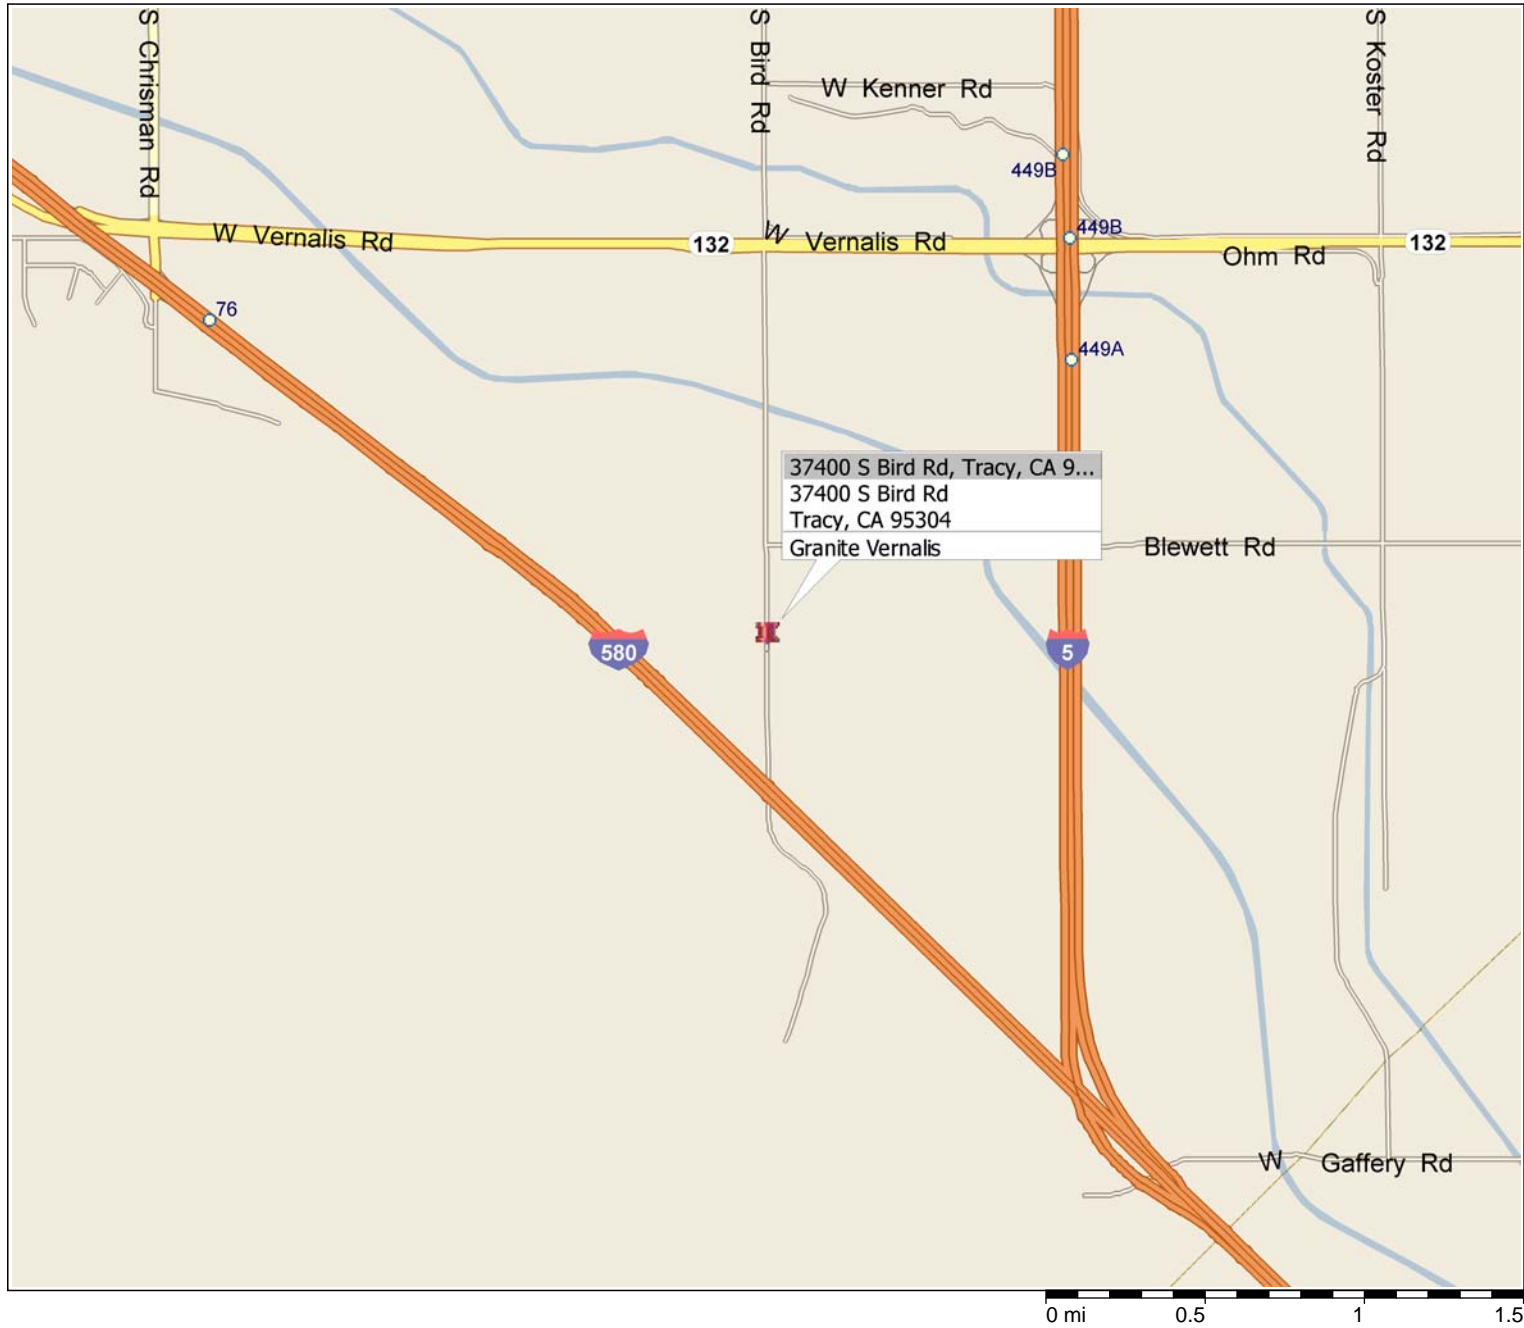 S Chrisman Rd
S Bird Rd
S Koster Rd
W Kenner Rd
449B
W Vernalis Rd
132
W Vernalis Rd
449B
132
Ohm Rd
76
449A
37400 S Bird Rd, Tracy, CA 9...
37400 S Bird Rd
Tracy, CA 95304
Granite Vernalis
Blewett Rd
580
5
W Gaffery Rd
0 mi 0.5 1 1.5